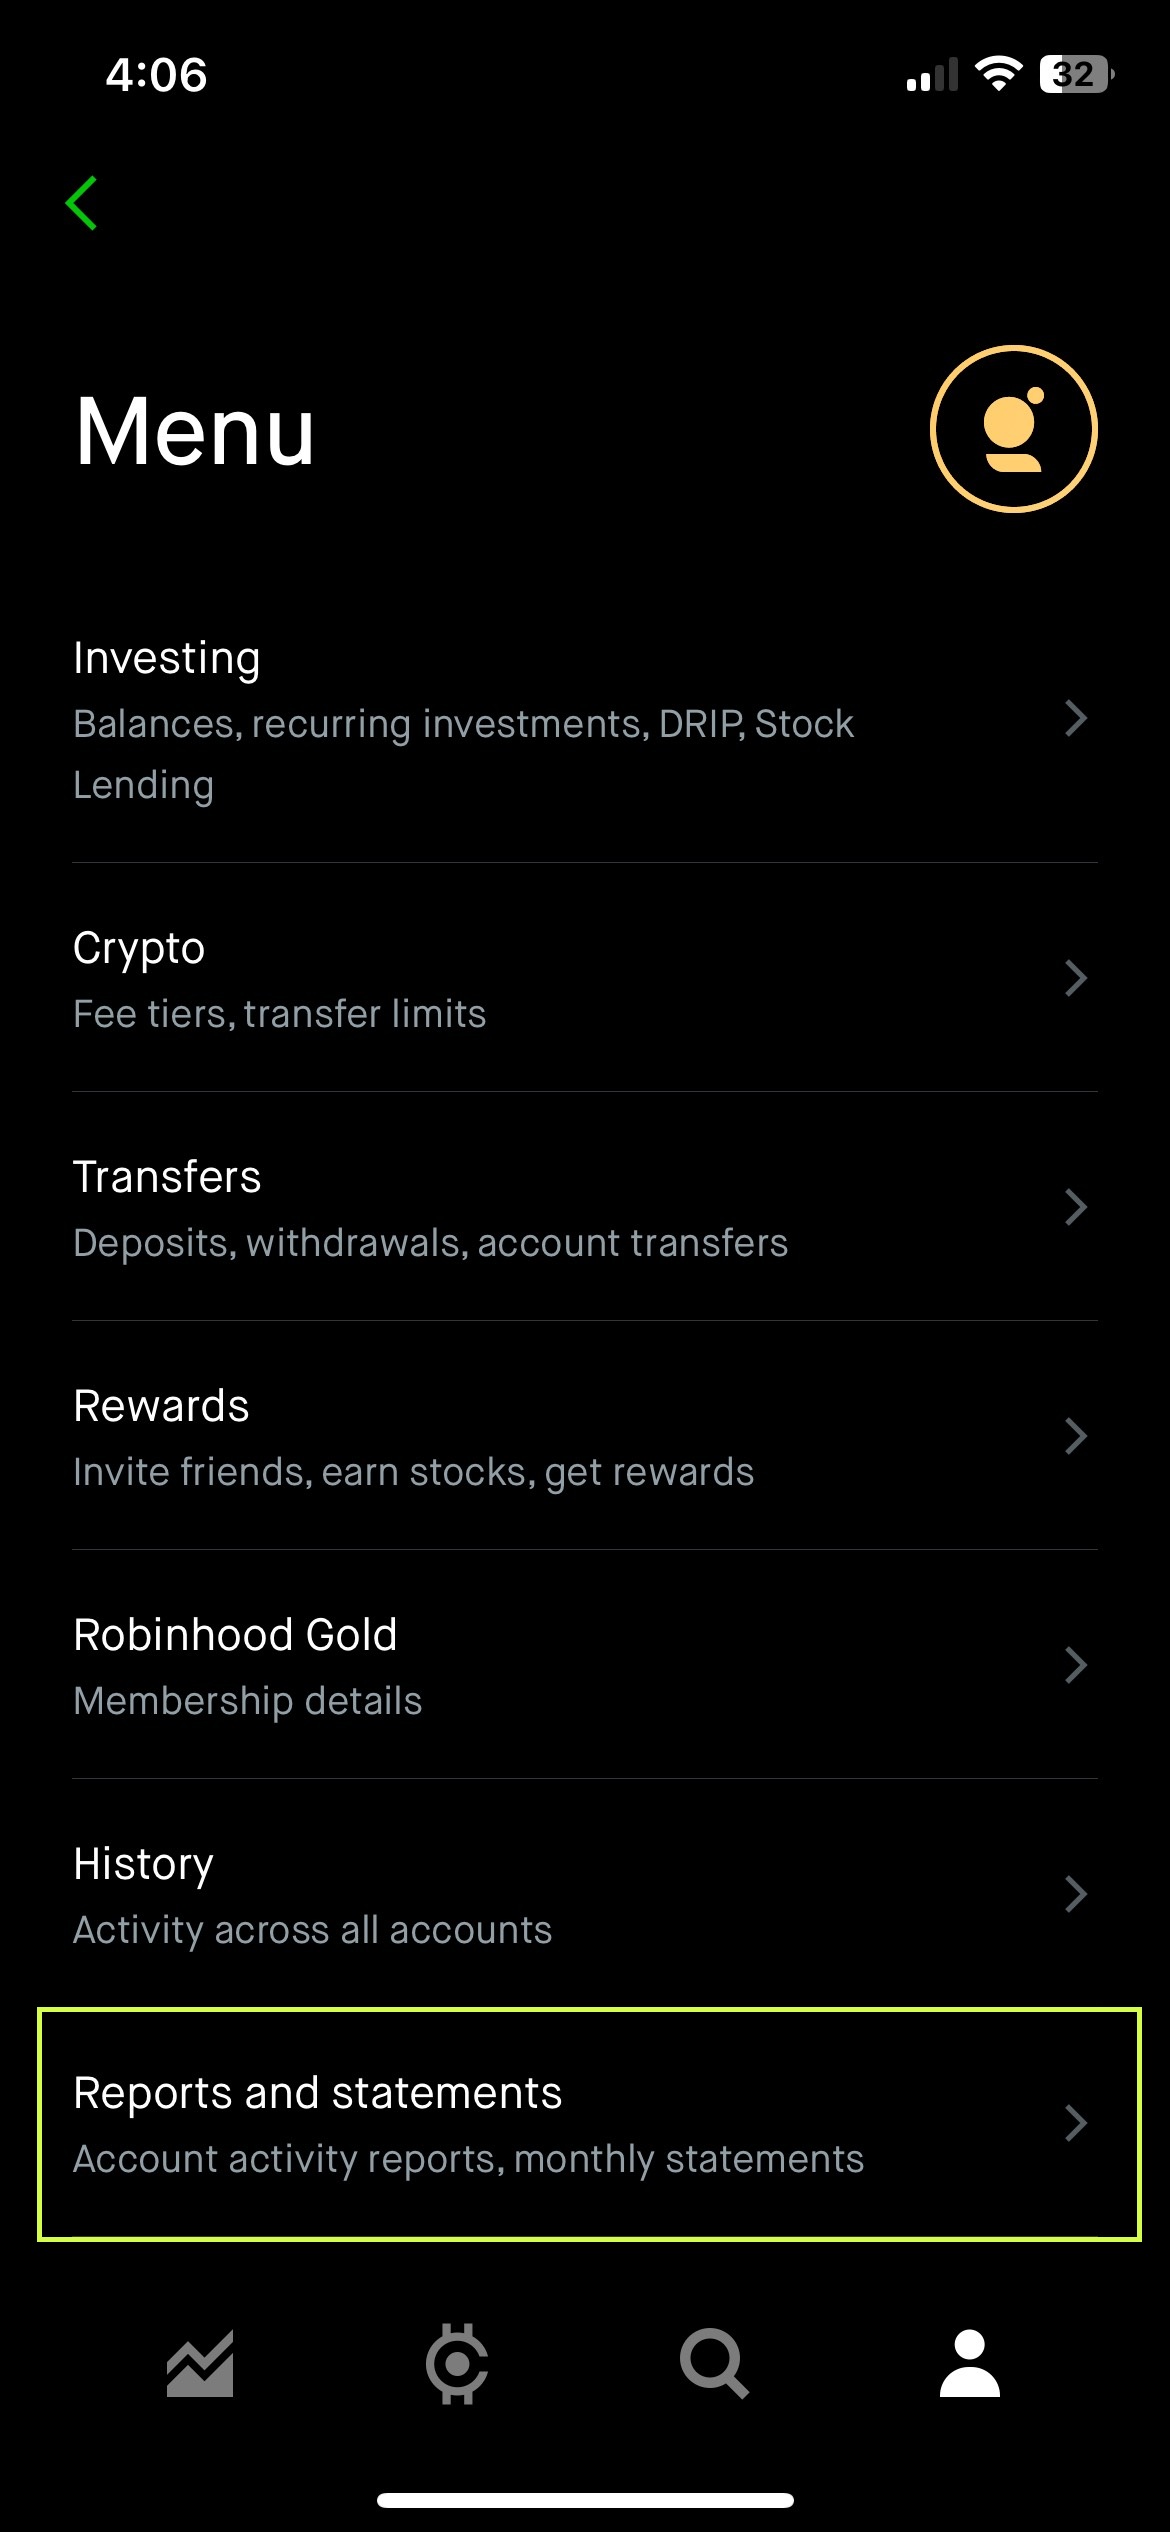 4:06
32
Menu
Investing
Balances, recurring investments, DRIP, Stock
Lending
Crypto
Fee tiers, transfer limits
Transfers
Deposits, withdrawals, account transfers
Rewards
Invite friends, earn stocks, get rewards
Robinhood Gold
Membership details
History
Activity across all accounts
Reports and statements
Account activity reports, monthly statements